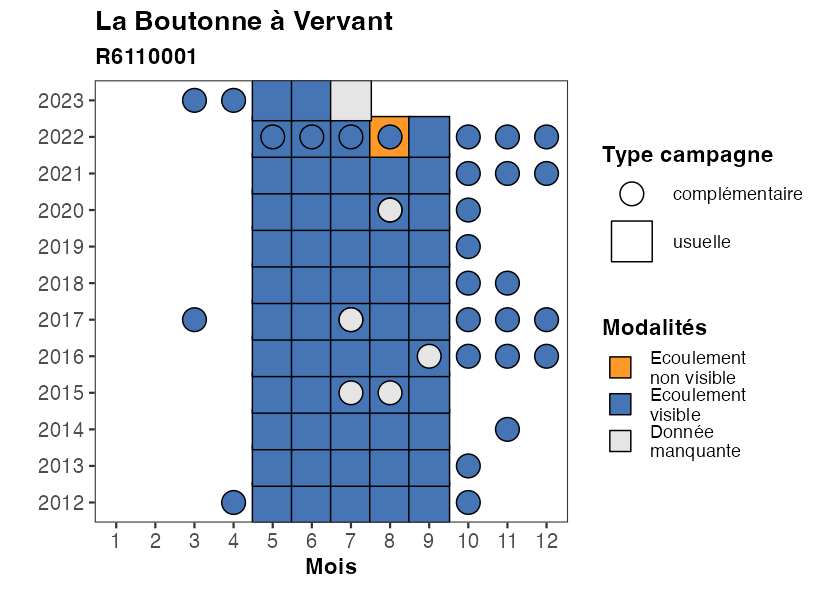 La Boutonne à Vervant
R6110001
2023
2022
2021
2020
2019
2018
2017
2016
2015
2014
2013
2012
1 2 3 4 5 6 7 8 9 10 11 12
Mois
Type campagne
complémentaire
usuelle
Modalités
Ecoulement
non visible
Ecoulement
visible
Donnée
manquante